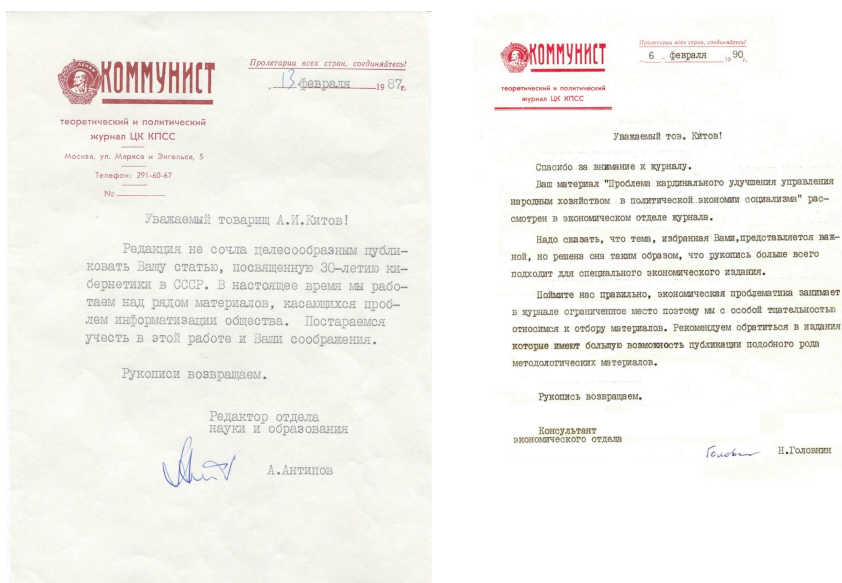 КОММУНИСТ
Пролетарии всех стран, соединяйтесь!
„ 13 февраля 1987г.
теоретический и политический
журнал ЦК КПСС
Москва, ул. Маркса и Энгельса, 5
Телефон: 291-60-67
№
Уважаемый товарищ А.И.Китов!
Редакция не сочла целесообразным публи-
ковать Вашу статью, посвященную 30-летию ки-
бернетики в СССР. В настоящее время мы рабо-
таем над рядом материалов, касающихся проб-
лем информатизации общества. Постараемся
учесть в этой работе и Ваши соображения.
Рукописи возвращаем.
Редактор отдела
науки и образования
А.Антипов
КОММУНИСТ
Пролетарии всех стран, соединяйтесь!
„ 6 „ февраля 1990г.
теоретический и политический
журнал ЦК КПСС
Уважаемый тов. Китов!
Спасибо за внимание к журналу.
Ваш материал "Проблема кардинального улучшения управления
народным хозяйством в политической экономии социализма" рас-
смотрен в экономическом отделе журнала.
Надо сказать, что тема, избранная Вами,представляется важ-
ной, но решена она таким образом, что рукопись больше всего
подходит для специального экономического издания.
Поймите нас правильно, экономическая проблематика занимает
в журнале ограниченное место поэтому мы с особой тщательностью
относимся к отбору материалов. Рекомендуем обратиться в издания
которые имеют большую возможность публикации подобного рода
методологических материалов.
Рукопись возвращаем.
Консультант
экономического отдела
Н.Головнин